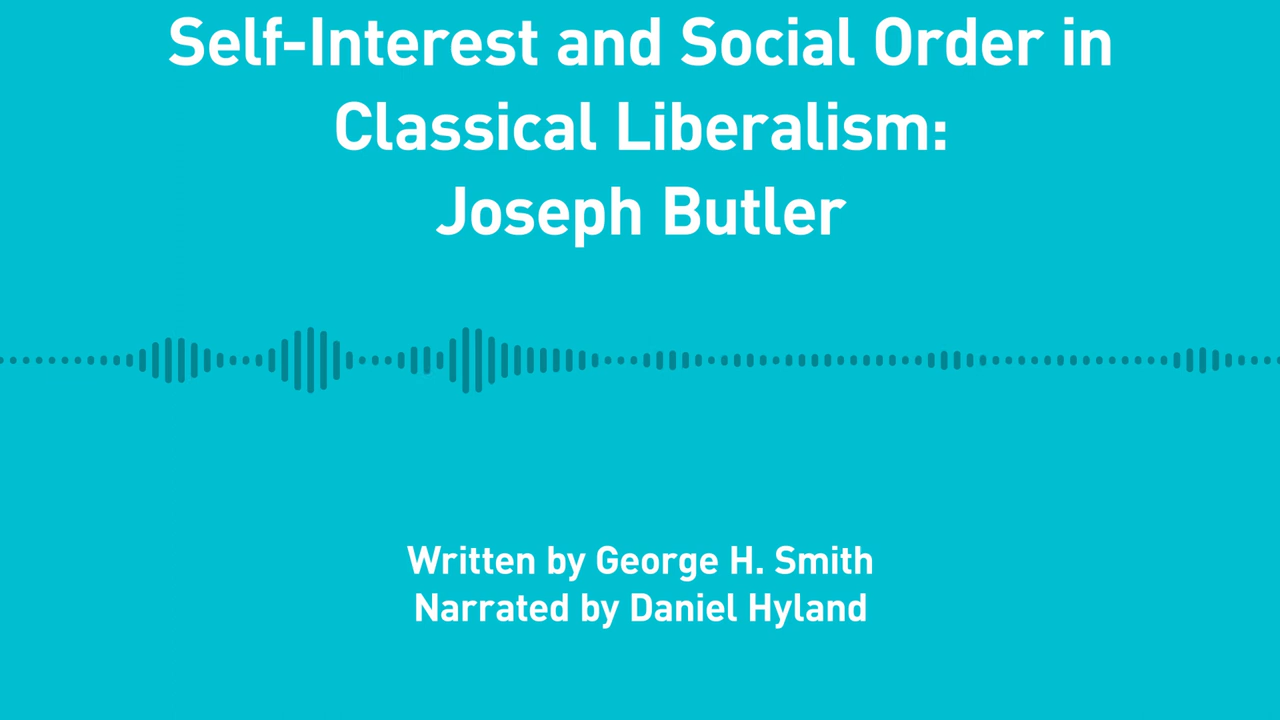 Self-Interest and Social Order in
Classical Liberalism:
Joseph Butler
Written by George H. Smith
Narrated by Daniel Hyland